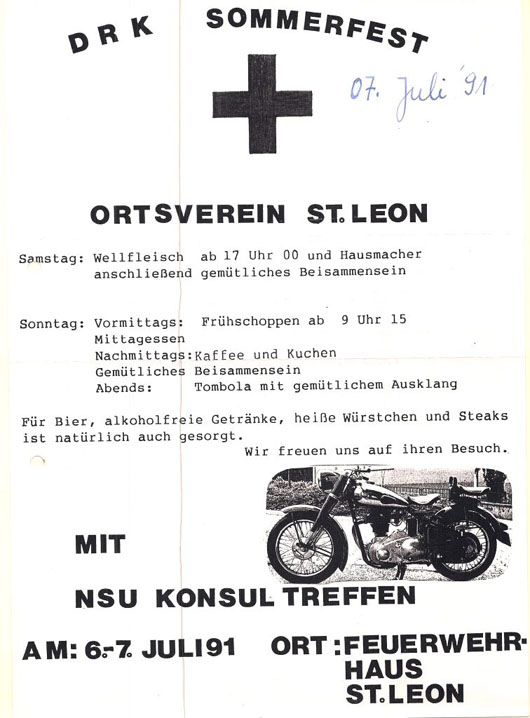 DRK SOMMERFEST
07. Juli '91
ORTSVEREIN ST. LEON
Samstag: Wellfleisch ab 17 Uhr 00 und Hausmacher
anschließend gemütliches Beisammensein
Sonntag: Vormittags: Frühschoppen ab 9 Uhr 15
Mittagessen
Nachmittags: Kaffee und Kuchen
Gemütliches Beisammensein
Abends: Tombola mit gemütlichem Ausklang
Für Bier, alkoholfreie Getränke, heiße Würstchen und Steaks
ist natürlich auch gesorgt.
Wir freuen uns auf ihren Besuch.
MIT
NSU KONSUL TREFFEN
AM: 6.-7. JULI 91 ORT: FEUERWEHR-
HAUS
ST. LEON